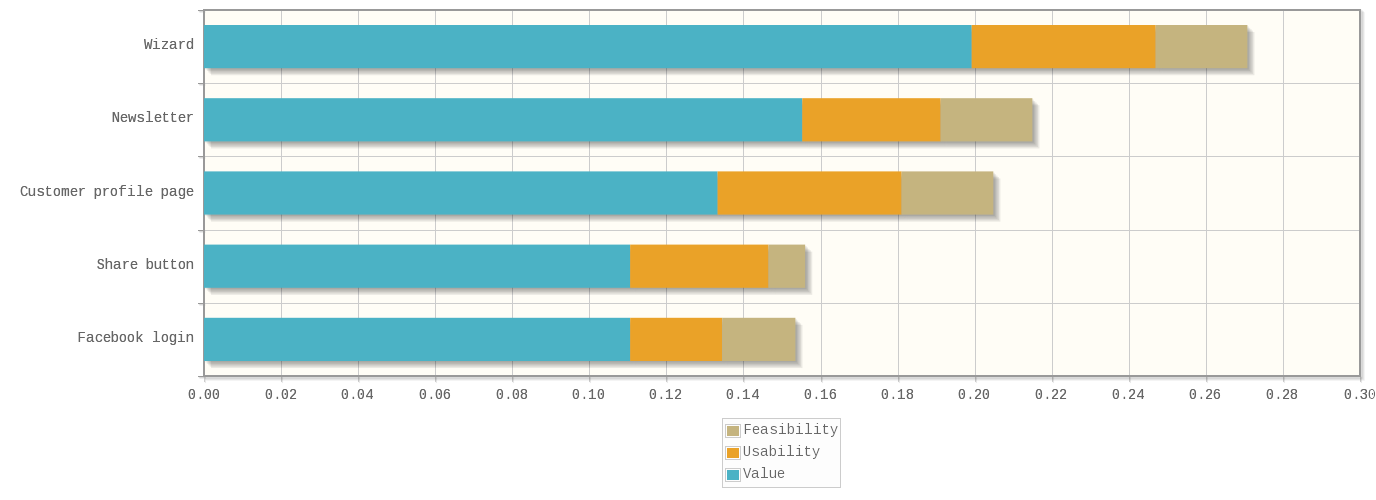 Wizard
Newsletter
Customer profile page
Share button
Facebook login
0.00 0.02 0.04 0.06 0.08 0.10 0.12 0.14 0.16 0.18 0.20 0.22 0.24 0.26 0.28 0.30
Feasibility
Usability
Value